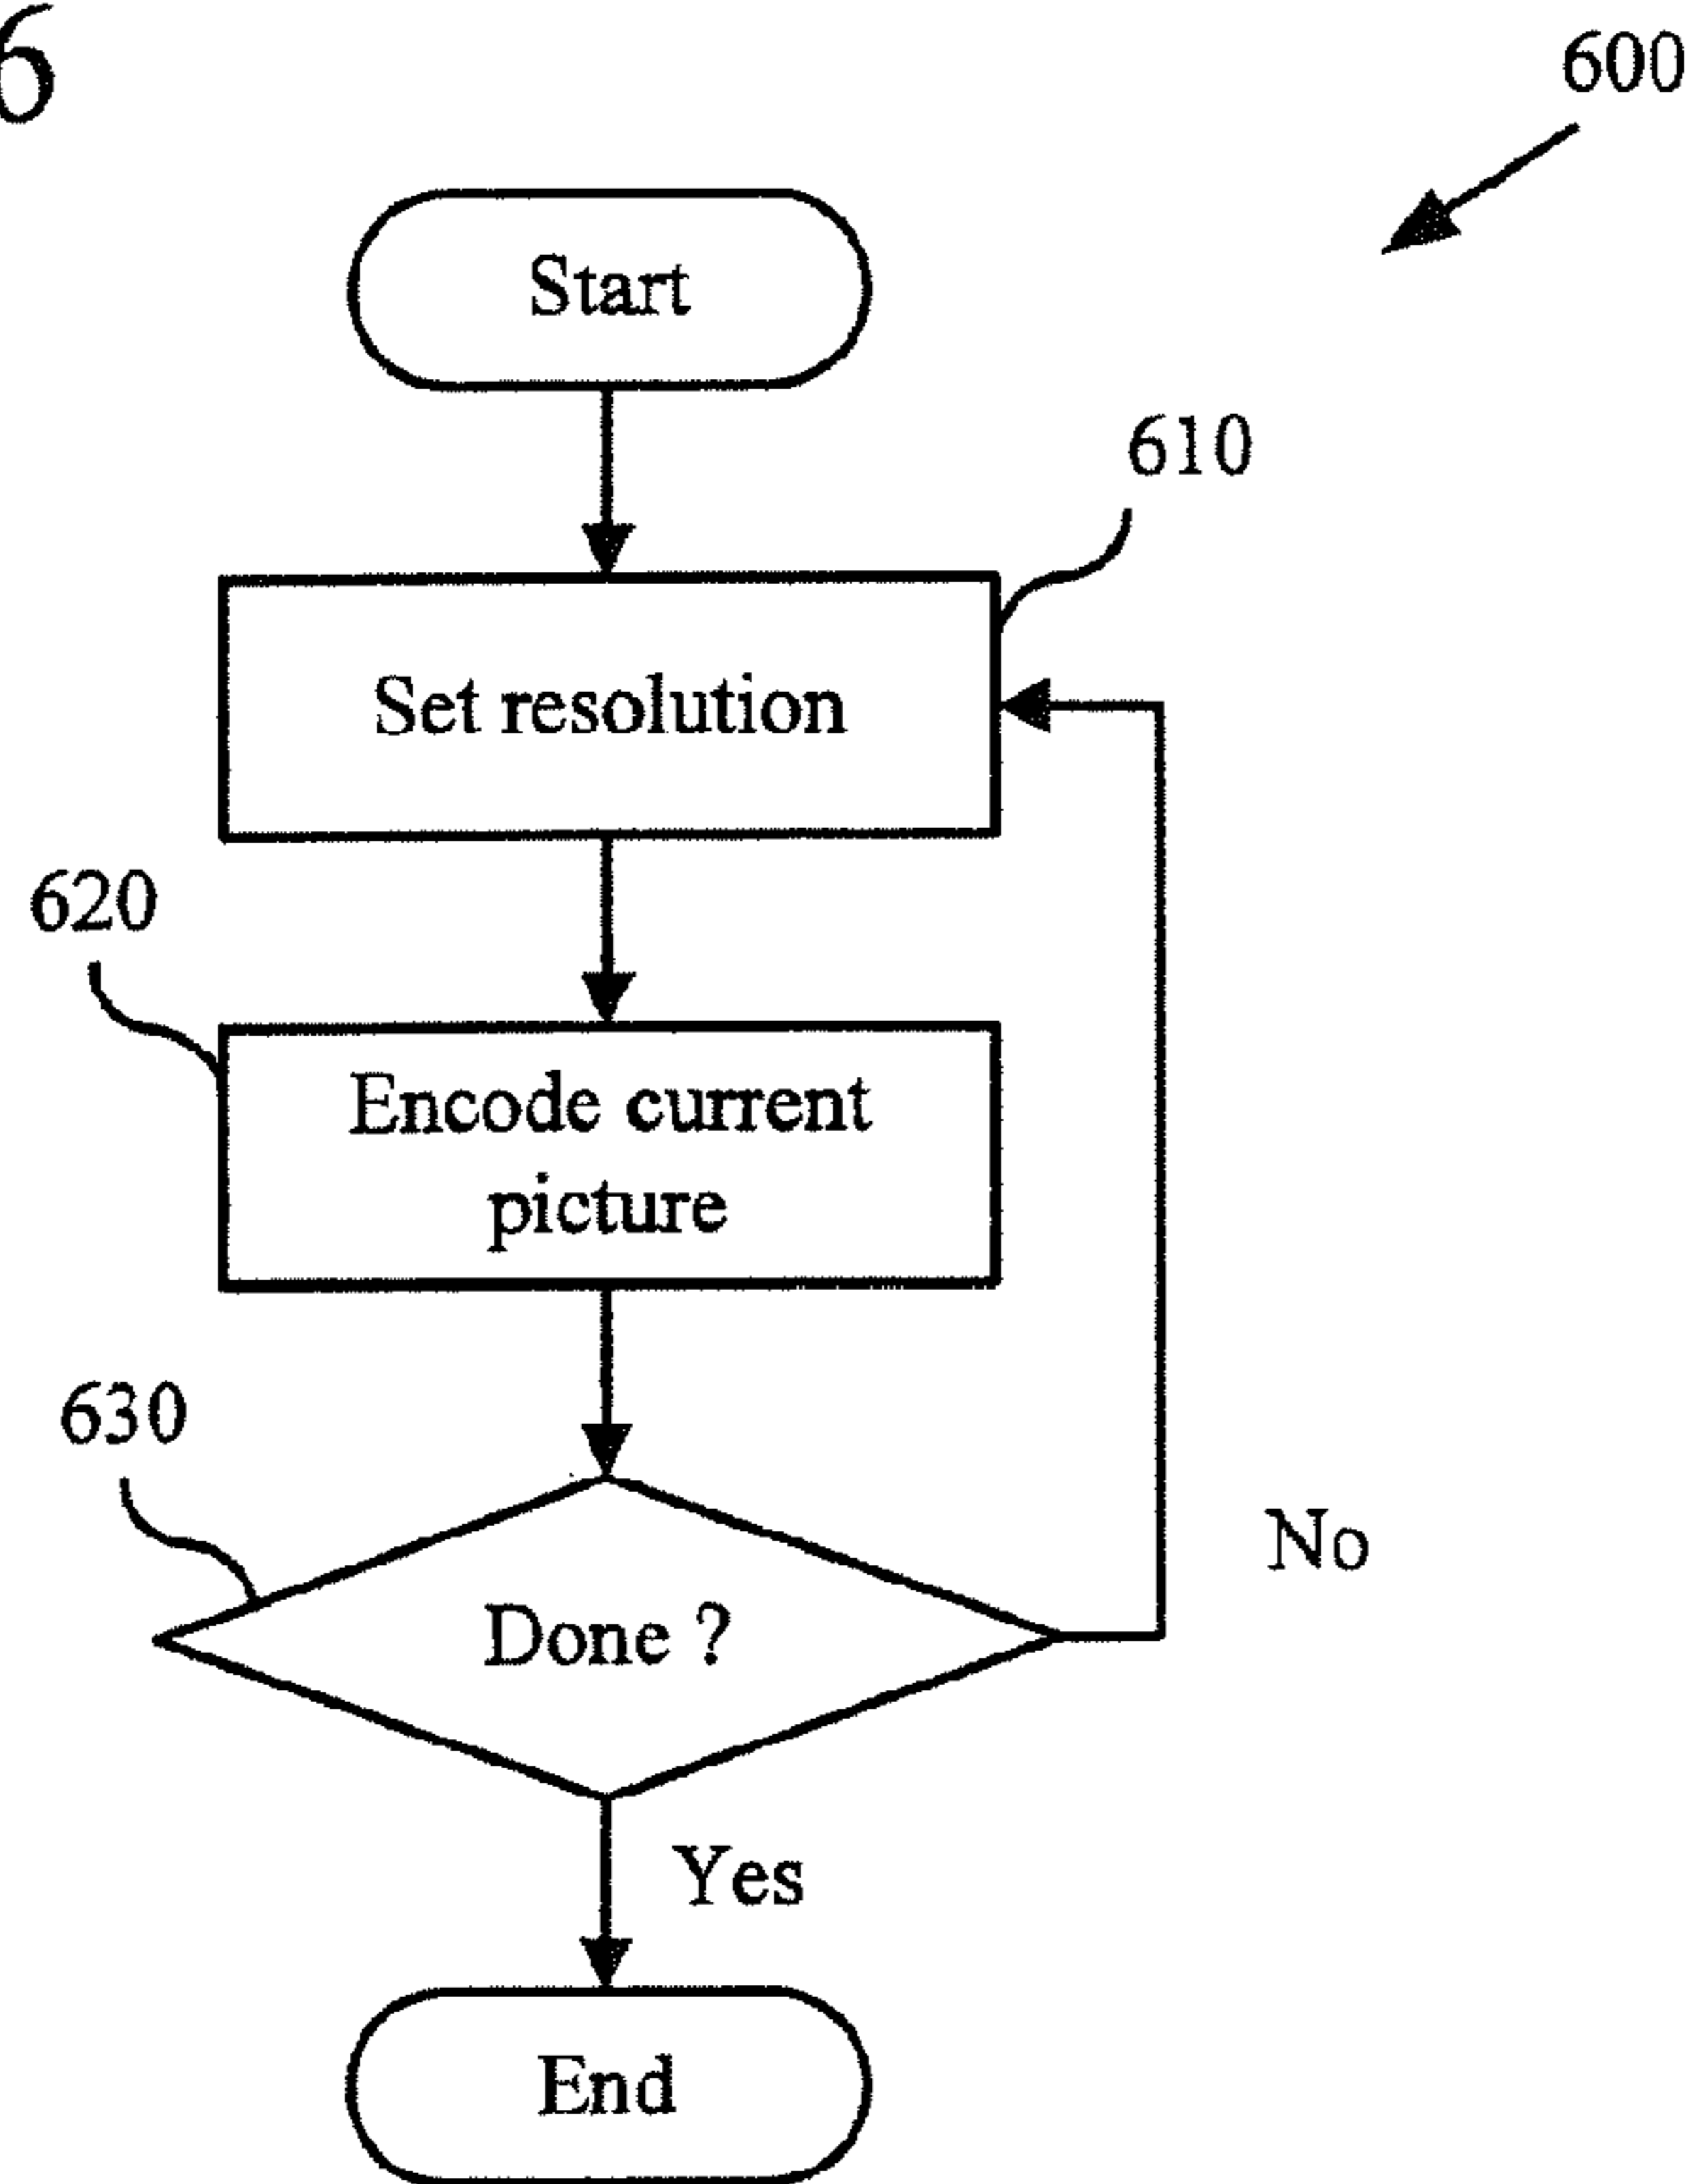 6
600
Start
610
Set resolution
620
Encode current
picture
630
Done ?
No
Yes
End